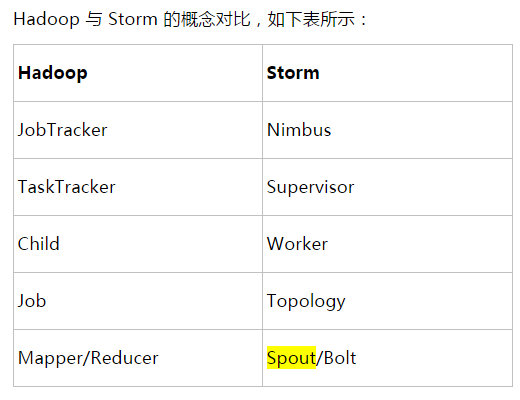 Hadoop 与 Storm 的概念对比，如下表所示：
Hadoop Storm
JobTracker Nimbus
TaskTracker Supervisor
Child Worker
Job Topology
Mapper/Reducer Spout/Bolt